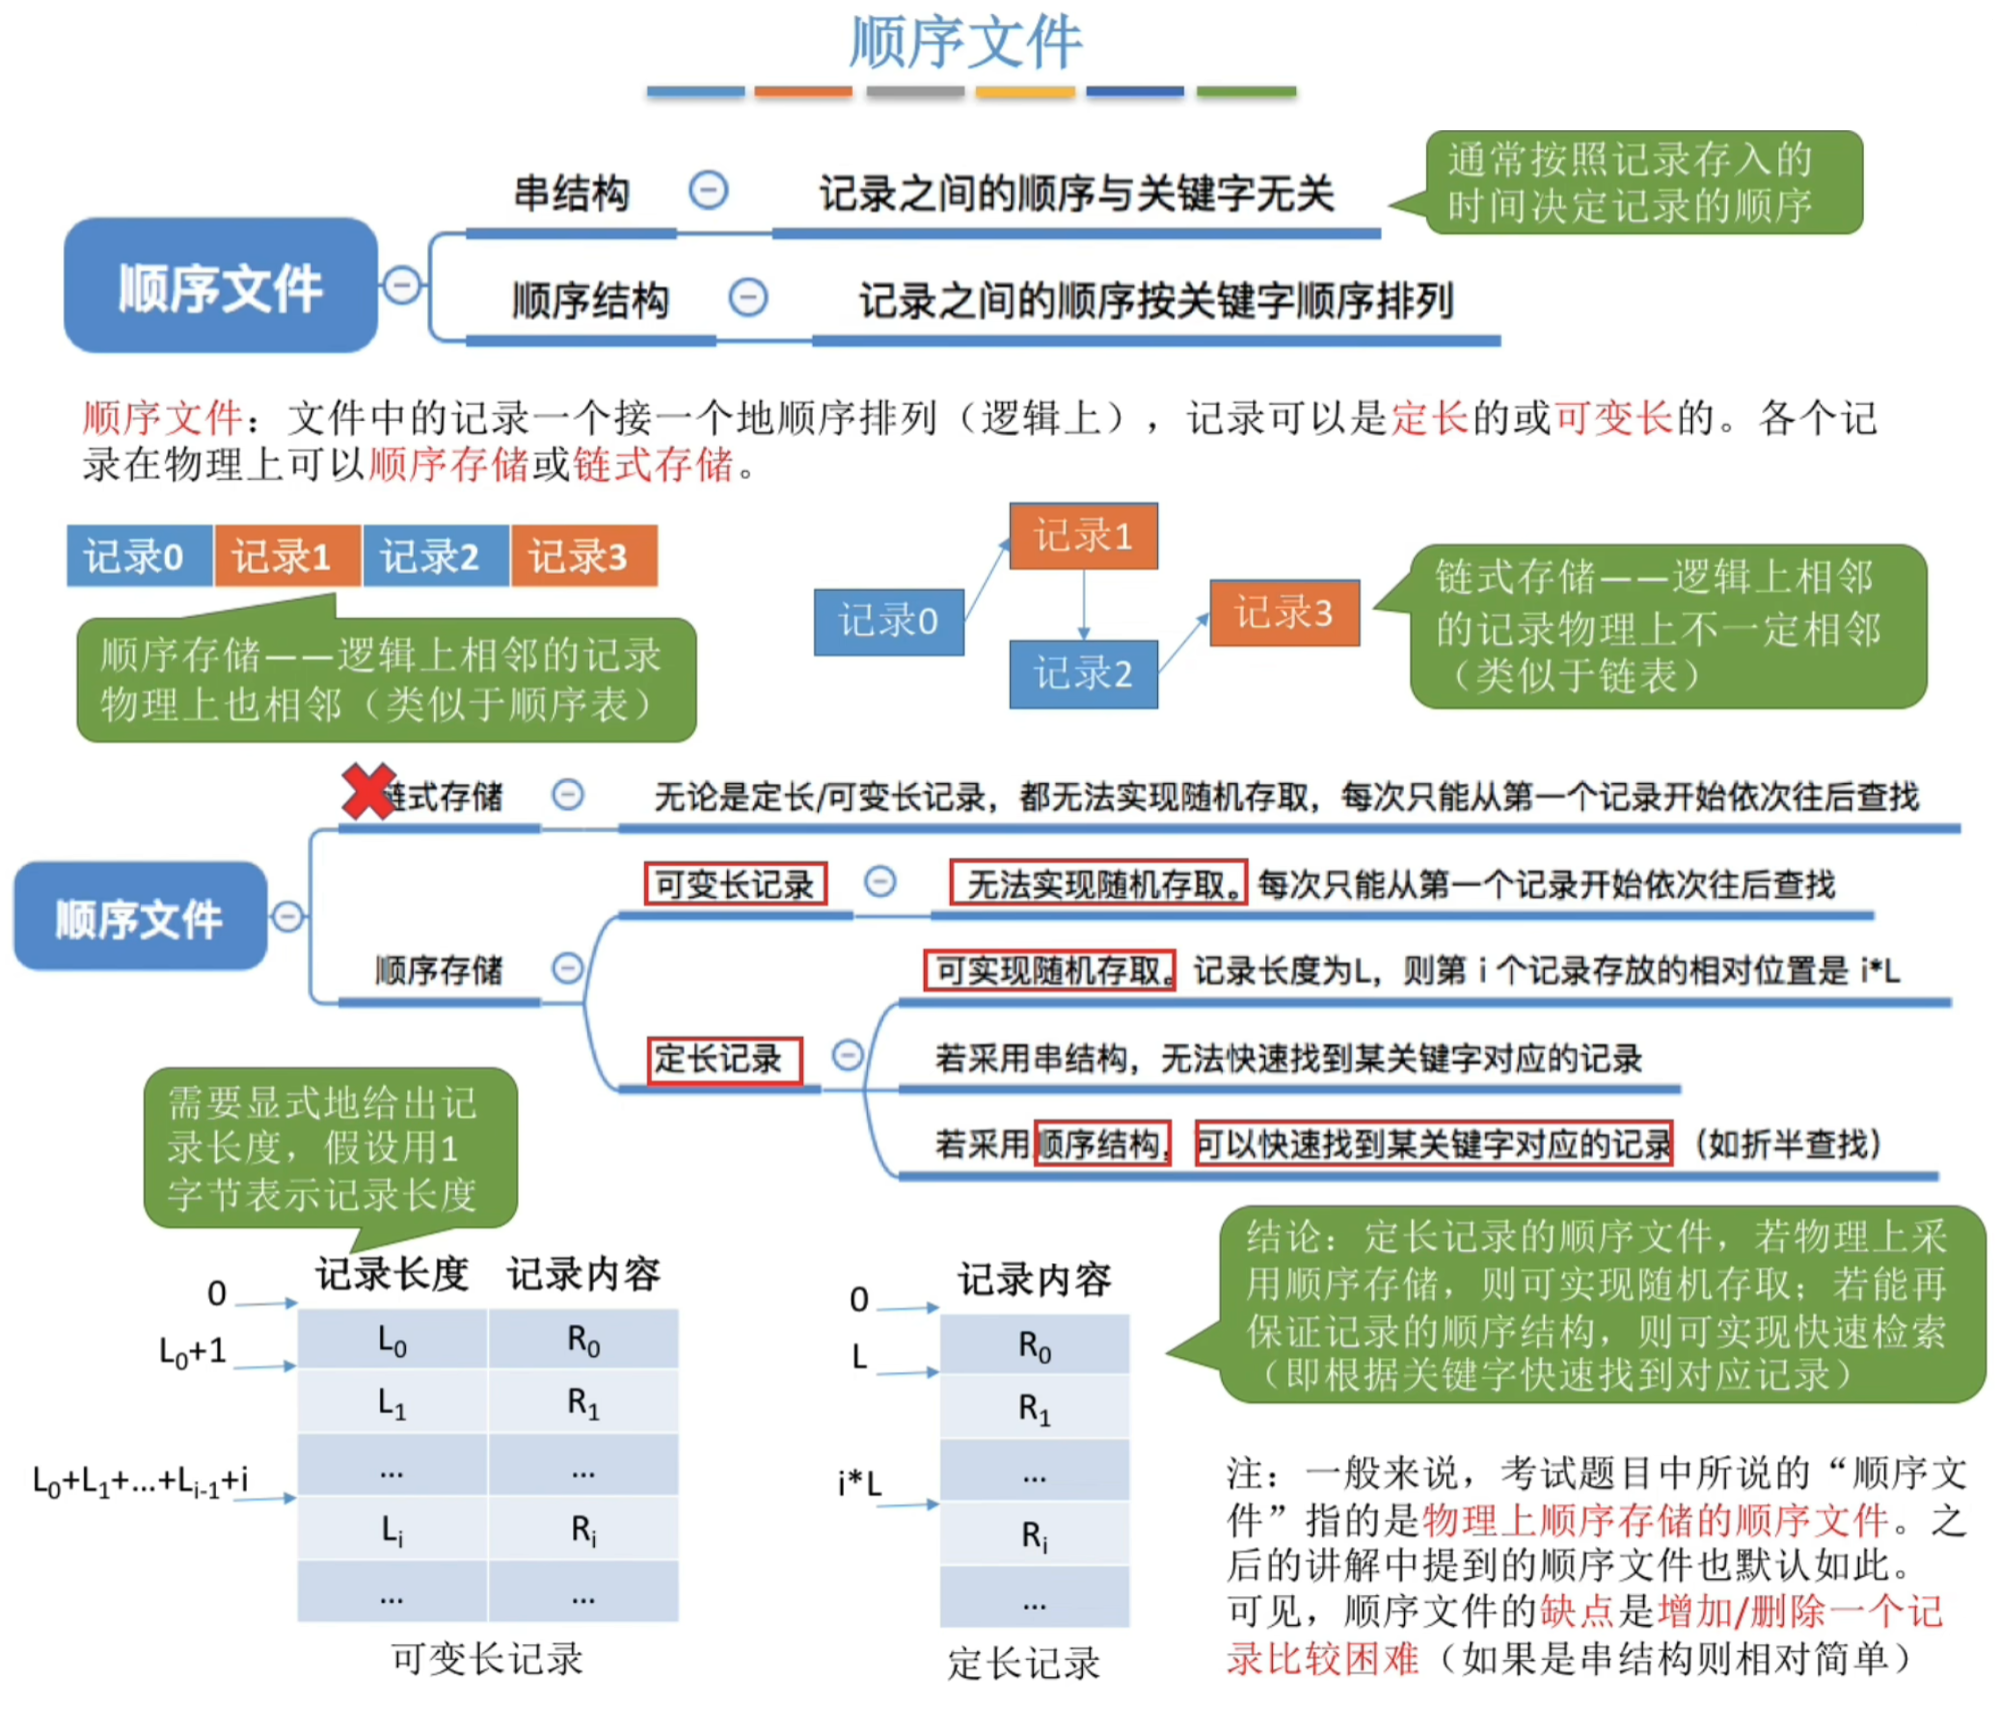 顺序文件
串结构
记录之间的顺序与关键字无关
通常按照记录存入的
时间决定记录的顺序
顺序文件
顺序结构
记录之间的顺序按关键字顺序排列
顺序文件：文件中的记录一个接一个地顺序排列（逻辑上），记录可以是定长的或可变长的。各个记
录在物理上可以顺序存储或链式存储。
记录0 记录1 记录2 记录3
顺序存储——逻辑上相邻的记录
物理上也相邻（类似于顺序表）
记录0
记录1
记录2
记录3
链式存储——逻辑上相邻
的记录物理上不一定相邻
（类似于链表）
顺序文件
链式存储
无论是定长/可变长记录，都无法实现随机存取，每次只能从第一个记录开始依次往后查找
顺序存储
可变长记录
无法实现随机存取。每次只能从第一个记录开始依次往后查找
定长记录
可实现随机存取。记录长度为L，则第 i 个记录存放的相对位置是 i*L
若采用串结构，无法快速找到某关键字对应的记录
若采用顺序结构，可以快速找到某关键字对应的记录（如折半查找）
需要显式地给出记
录长度，假设用1
字节表示记录长度
记录长度 记录内容
0
L₀+1
L₀+L₁+...+Lᵢ₋₁+i
L₀ R₀
L₁ R₁
... ...
Lᵢ Rᵢ
... ...
可变长记录
记录内容
0
L
i*L
R₀
R₁
...
Rᵢ
...
定长记录
结论：定长记录的顺序文件，若物理上采
用顺序存储，则可实现随机存取；若能再
保证记录的顺序结构，则可实现快速检索
（即根据关键字快速找到对应记录）
注：一般来说，考试题目中所说的“顺序文
件”指的是物理上顺序存储的顺序文件。之
后的讲解中提到的顺序文件也默认如此。
可见，顺序文件的缺点是增加/删除一个记
录比较困难（如果是串结构则相对简单）